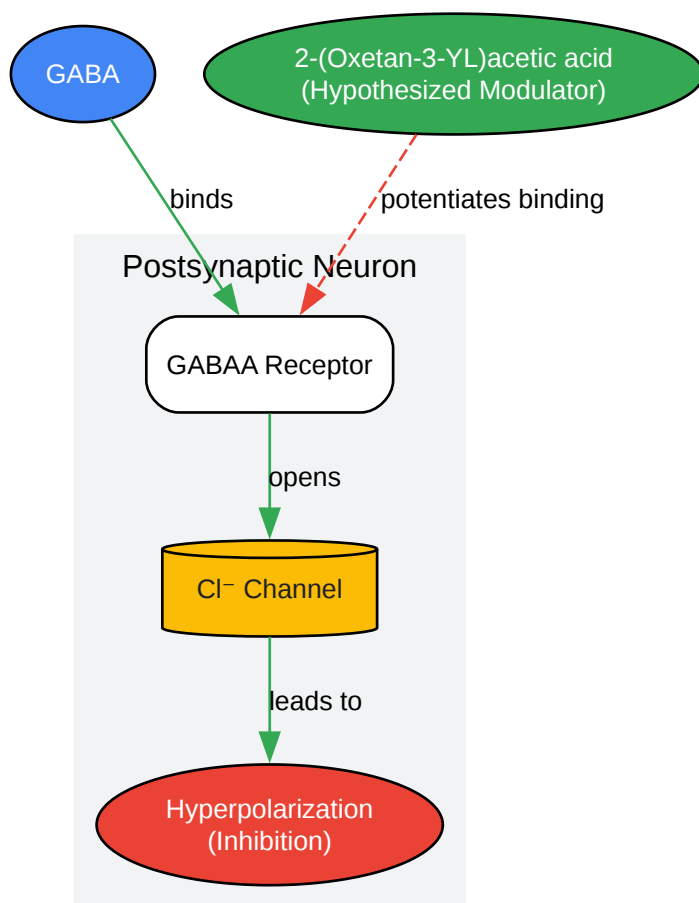 GABA
2-(Oxetan-3-YL)acetic acid
(Hypothesized Modulator)
binds
potentiates binding
Postsynaptic Neuron
GABAA Receptor
opens
Cl⁻ Channel
leads to
Hyperpolarization
(Inhibition)